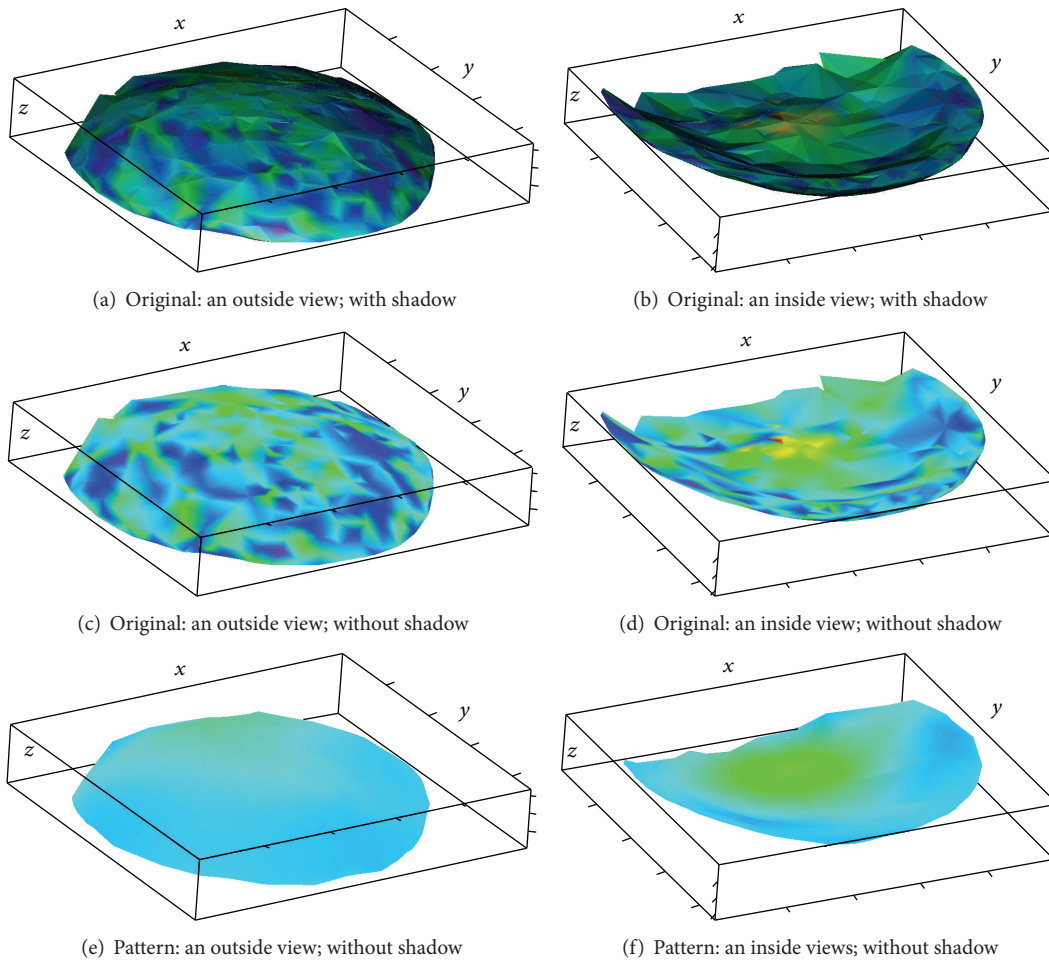 x
y
z
(a) Original: an outside view; with shadow
x
y
z
(b) Original: an inside view; with shadow
x
y
z
(c) Original: an outside view; without shadow
x
y
z
(d) Original: an inside view; without shadow
x
y
z
(e) Pattern: an outside view; without shadow
x
y
z
(f) Pattern: an inside views; without shadow